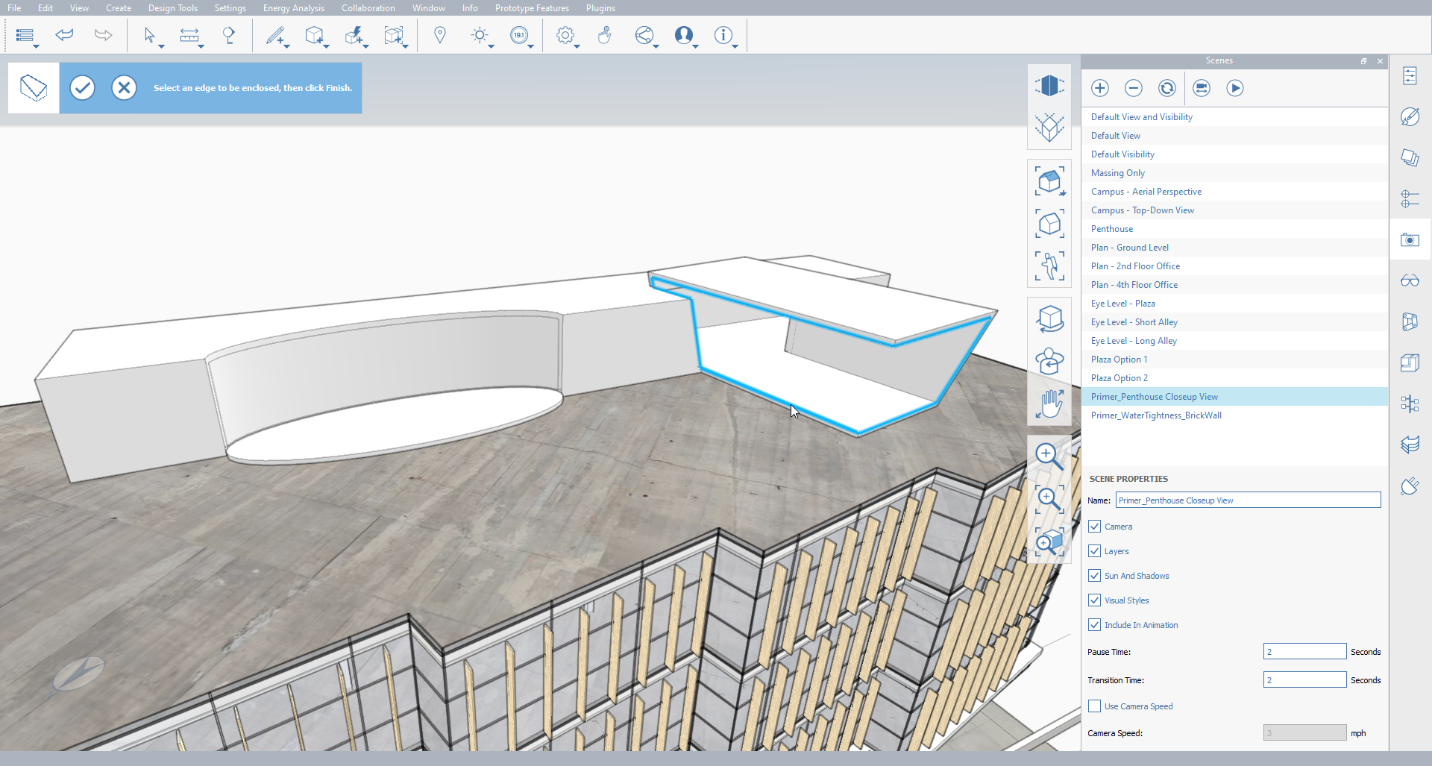 File Edit View Create Design Tools Settings Energy Analysis Collaboration Window Info Prototype Features Plugins
Select an edge to be enclosed, then click Finish.
Scenes
Default View and Visibility
Default View
Default Visibility
Massing Only
Campus - Aerial Perspective
Campus - Top-Down View
Penthouse
Plan - Ground Level
Plan - 2nd Floor Office
Plan - 4th Floor Office
Eye Level - Plaza
Eye Level - Short Alley
Eye Level - Long Alley
Plaza Option 1
Plaza Option 2
Primer_Penthouse Closeup View
Primer_WaterTightness_BrickWall
SCENE PROPERTIES
Name: Primer_Penthouse Closeup View
Camera
Layers
Sun And Shadows
Visual Styles
Include In Animation
Pause Time: 2 Seconds
Transition Time: 2 Seconds
Use Camera Speed
Camera Speed: 3 mph